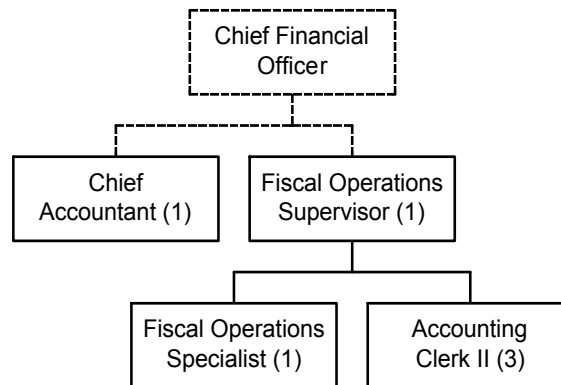 Chief Financial
Officer
Chief
Accountant (1)
Fiscal Operations
Supervisor (1)
Fiscal Operations
Specialist (1)
Accounting
Clerk II (3)